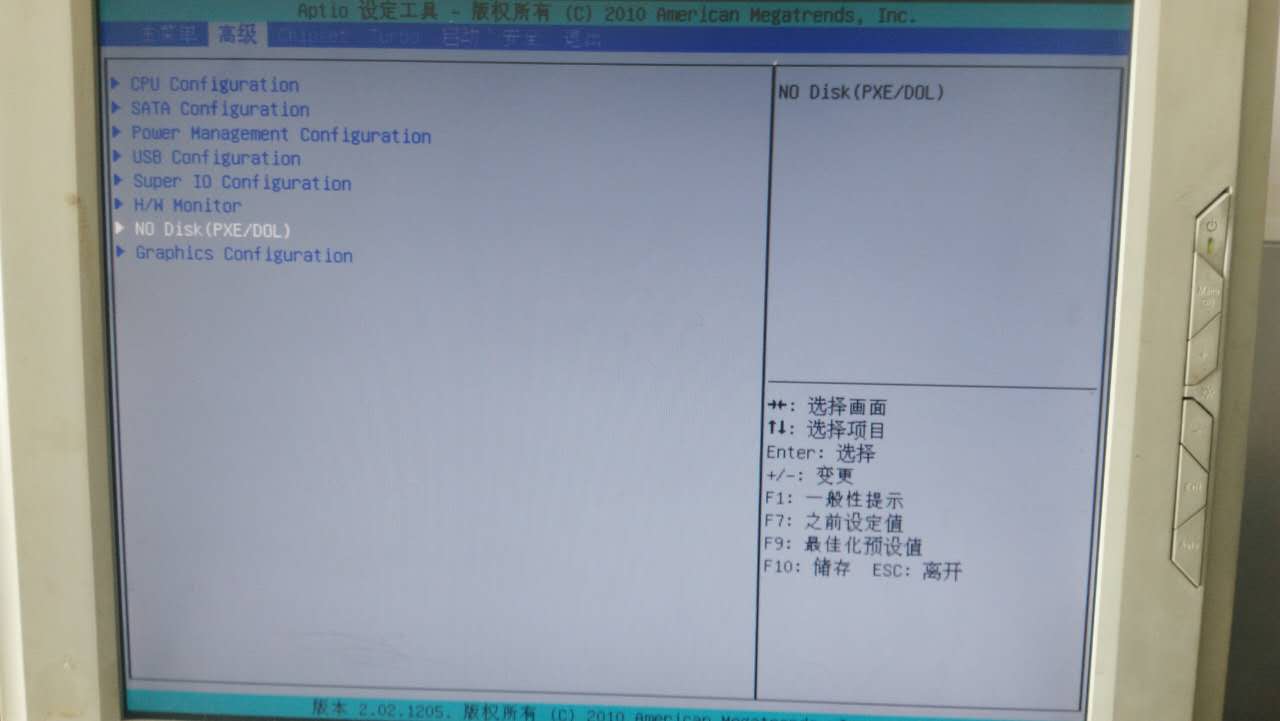 Aptio 设定工具 - 版权所有 (C) 2010 American Megatrends, Inc.
主菜单 高级 Chipset Turbo 启动 安全 退出
CPU Configuration
SATA Configuration
Power Management Configuration
USB Configuration
Super IO Configuration
H/W Monitor
NO Disk(PXE/DOL)
Graphics Configuration
NO Disk(PXE/DOL)
→←: 选择画面
↑↓: 选择项目
Enter: 选择
+/-: 变更
F1: 一般性提示
F7: 之前设定值
F9: 最佳化预设值
F10: 储存 ESC: 离开
版本 2.02.1205. 版权所有 (C) 2010 American Megatrends
Menu
Exit
Auto